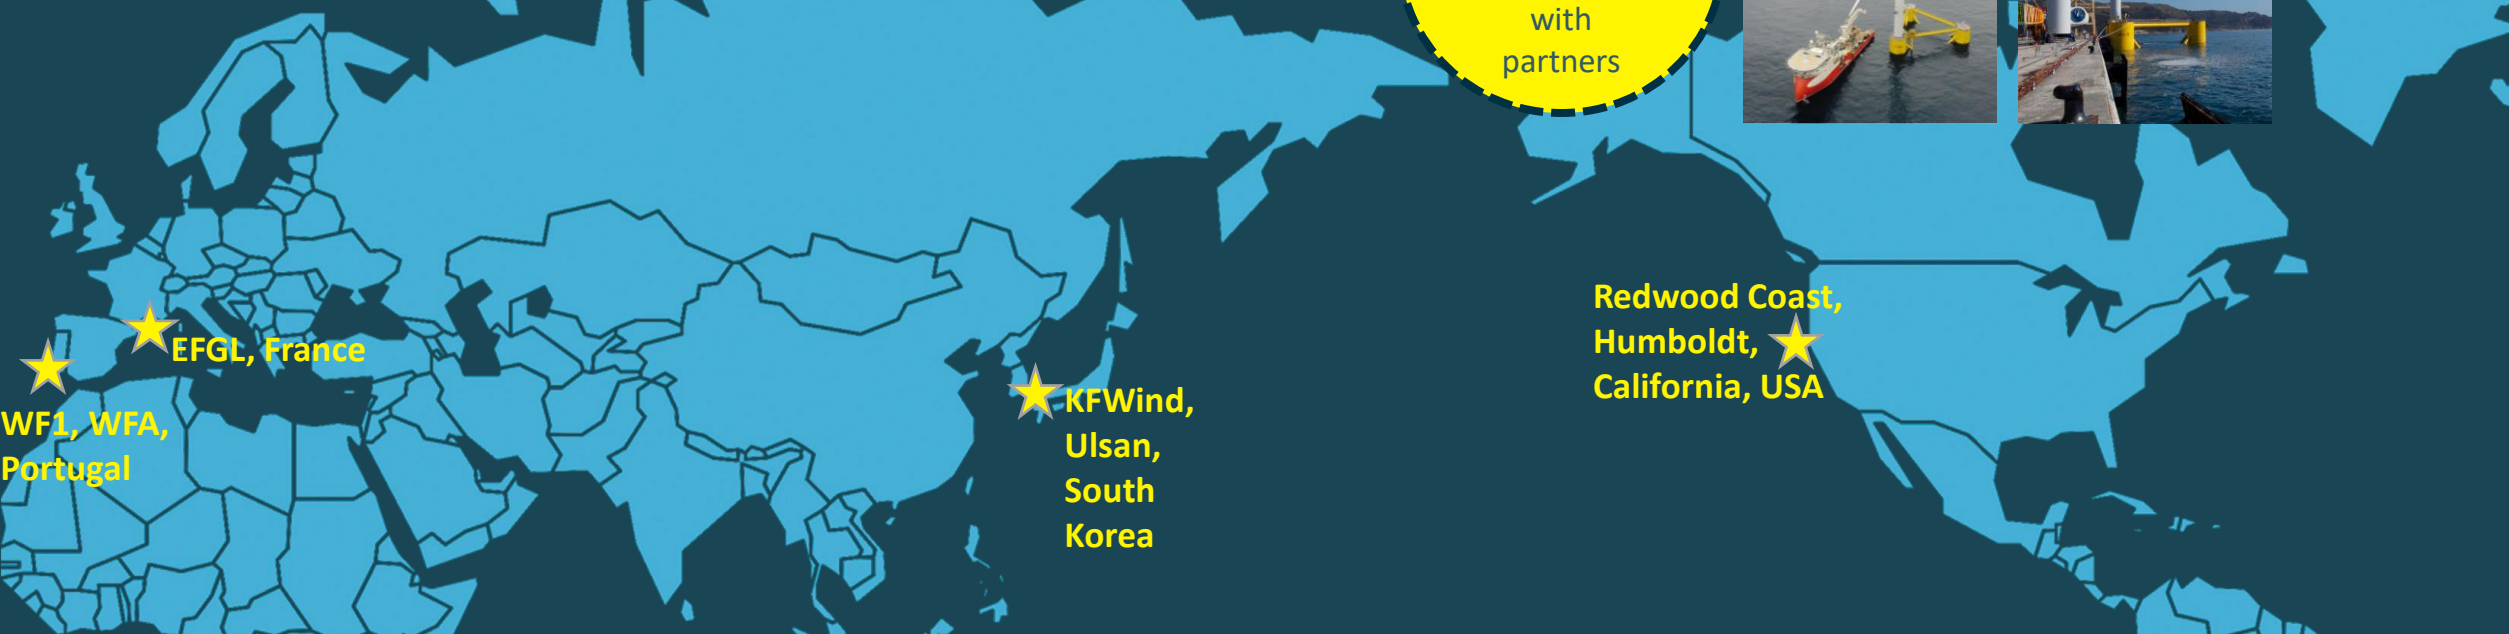 with
partners
EFGL, France
WF1, WFA,
Portugal
KFWind,
Ulsan,
South
Korea
Redwood Coast,
Humboldt,
California, USA